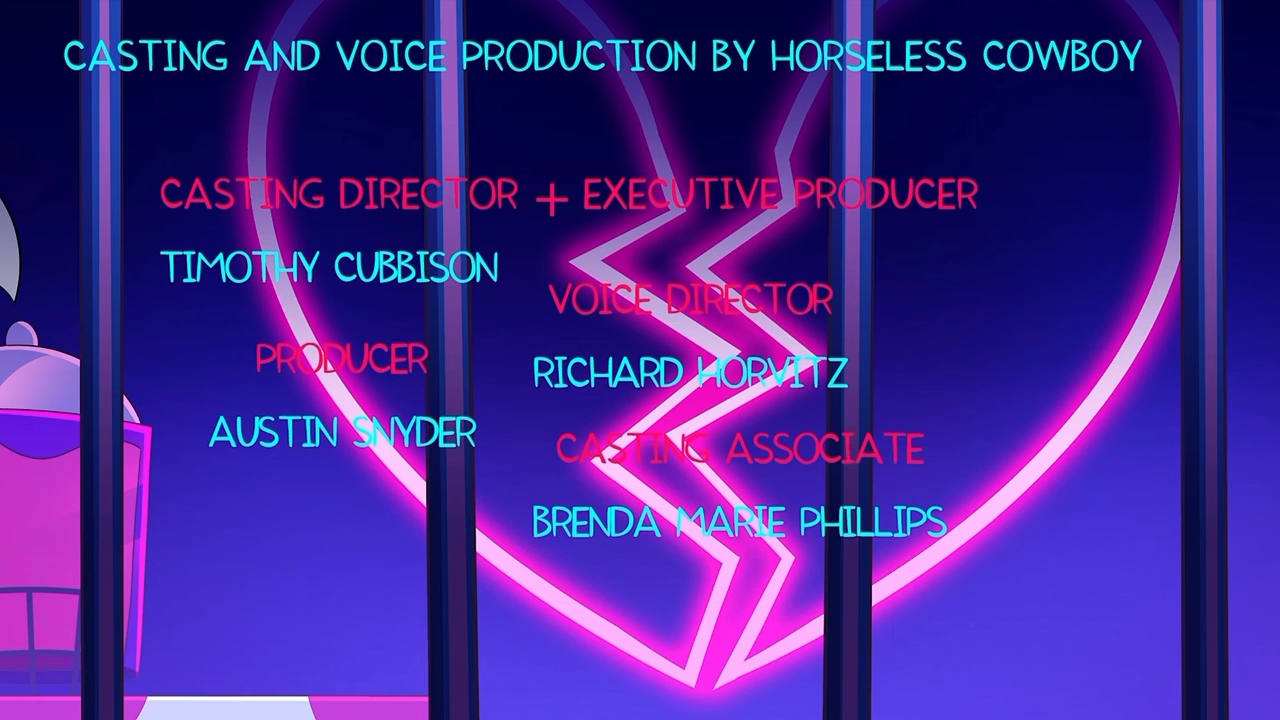 CASTING AND VOICE PRODUCTION BY HORSELESS COWBOY
CASTING DIRECTOR + EXECUTIVE PRODUCER
TIMOTHY CUBBISON
PRODUCER
AUSTIN SNYDER
VOICE DIRECTOR
RICHARD HORVITZ
CASTING ASSOCIATE
BRENDA MARIE PHILLIPS